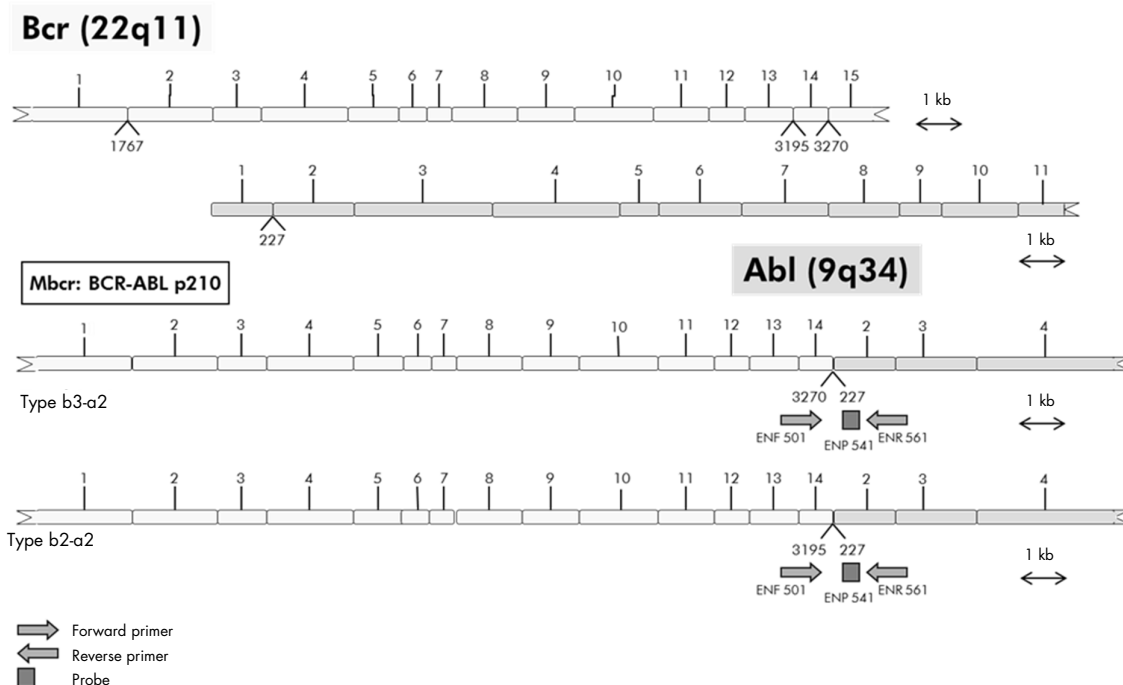 Bcr (22q11)
1 2 3 4 5 6 7 8 9 10 11 12 13 14 15
1 kb
1767 3195 3270
1 2 3 4 5 6 7 8 9 10 11
227
1 kb
Abl (9q34)
Mbcr: BCR-ABL p210
1 2 3 4 5 6 7 8 9 10 11 12 13 14 2 3 4
3270 227
1 kb
Type b3-a2
ENF 501 ENP 541 ENR 561
1 2 3 4 5 6 7 8 9 10 11 12 13 14 2 3 4
Type b2-a2
3195 227
1 kb
ENF 501 ENP 541 ENR 561
Forward primer
Reverse primer
Probe